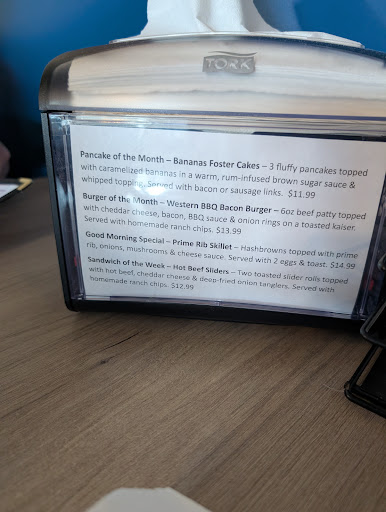 TORK
Pancake of the Month – Bananas Foster Cakes – 3 fluffy pancakes topped
with caramelized bananas in a warm, rum-infused brown sugar sauce &
whipped topping. Served with bacon or sausage links. $11.99
Burger of the Month – Western BBQ Bacon Burger – 6oz beef patty topped
with cheddar cheese, bacon, BBQ sauce & onion rings on a toasted kaiser.
Served with homemade ranch chips. $13.99
Good Morning Special – Prime Rib Skillet – Hashbrowns topped with prime
rib, onions, mushrooms & cheese sauce. Served with 2 eggs & toast. $14.99
Sandwich of the Week – Hot Beef Sliders – Two toasted slider rolls topped
with hot beef, cheddar cheese & deep-fried onion tanglers. Served with
homemade ranch chips. $12.99